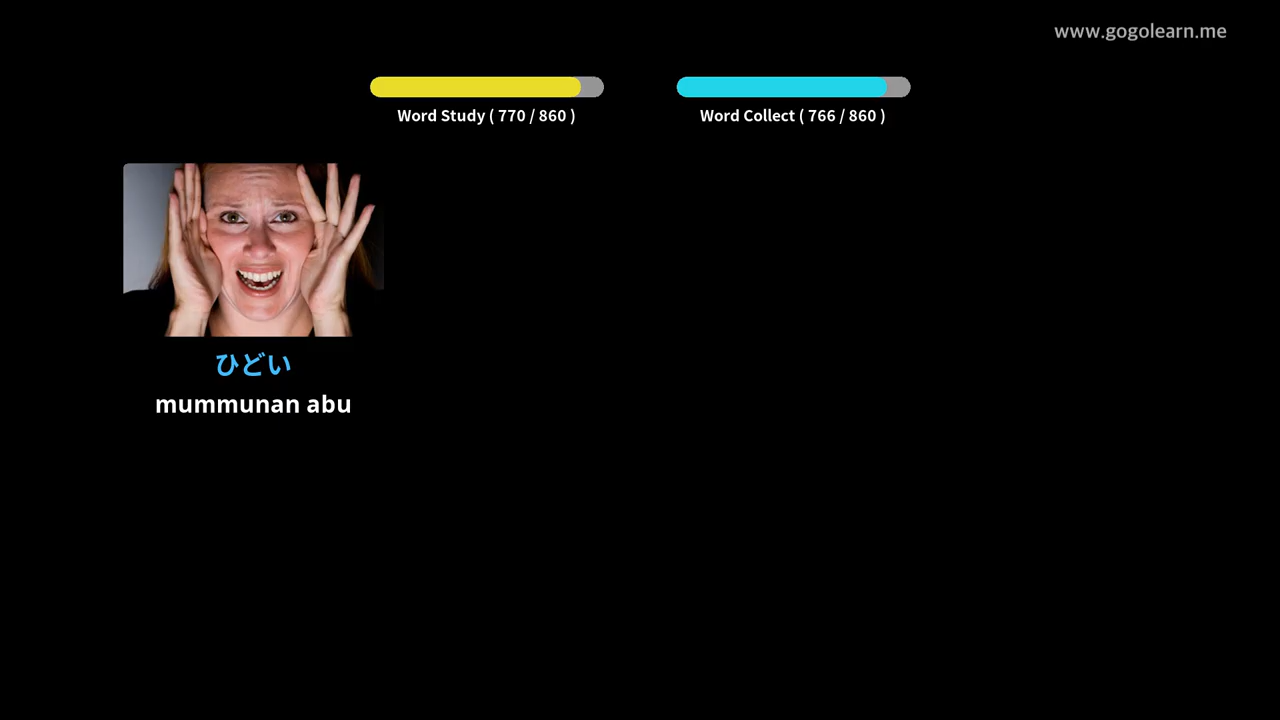 www.gogolearn.me
Word Study ( 770 / 860 )
Word Collect ( 766 / 860 )
ひどい
mummunan abu